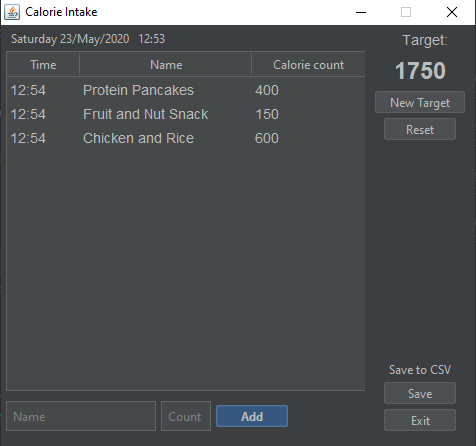 Calorie Intake
Saturday 23/May/2020 12:53
Target:
1750
New Target
Reset
Time Name Calorie count
12:54 Protein Pancakes 400
12:54 Fruit and Nut Snack 150
12:54 Chicken and Rice 600
Save to CSV
Save
Exit
Name Count Add